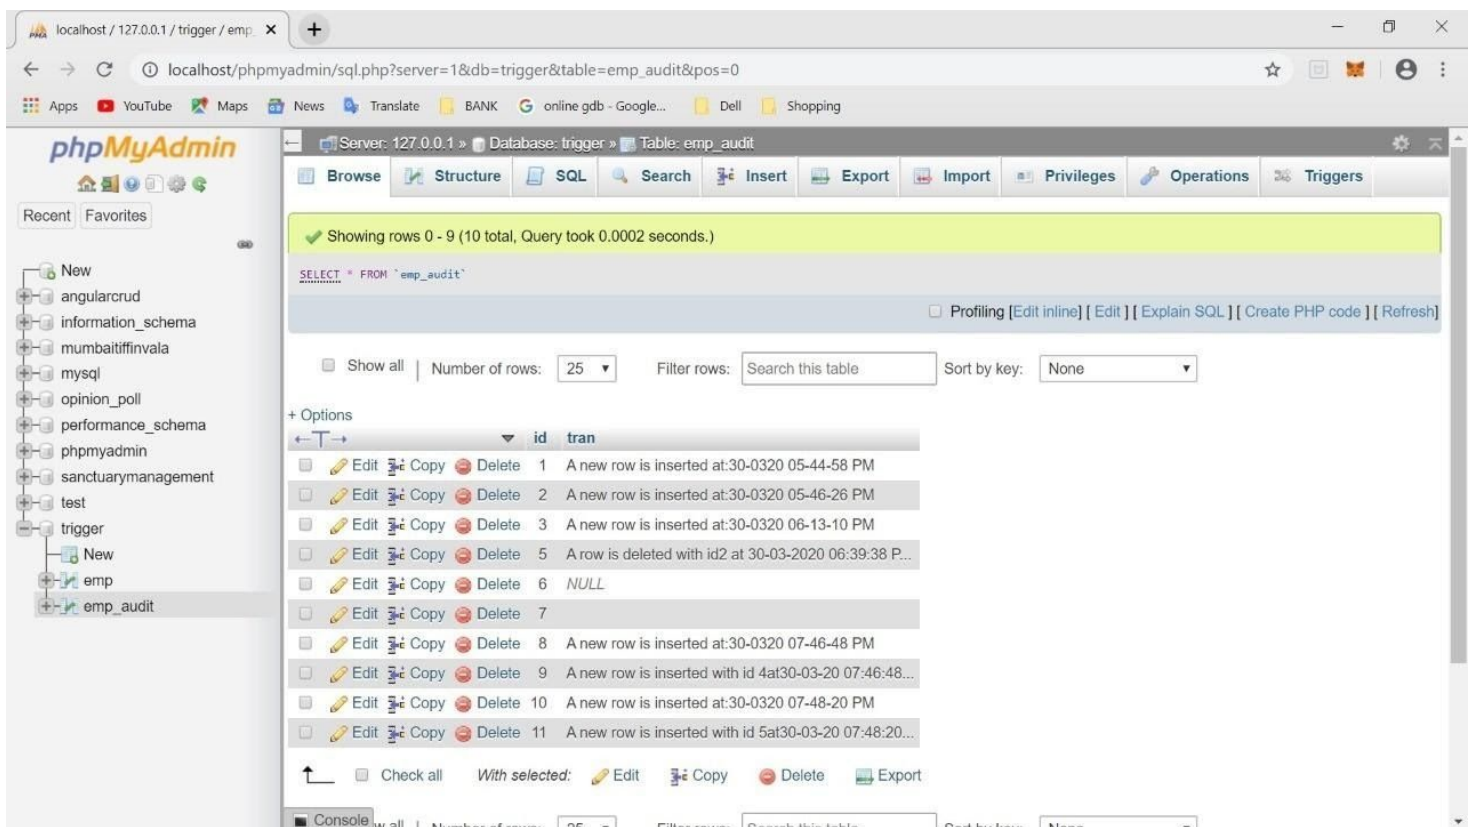 localhost / 127.0.0.1 / trigger / emp_
localhost/phpmyadmin/sql.php?server=1&db=trigger&table=emp_audit&pos=0
Apps YouTube Maps News Translate BANK online gdb - Google... Dell Shopping
phpMyAdmin
Recent Favorites
New
angularcrud
information_schema
mumbaitiffinvala
mysql
opinion_poll
performance_schema
phpmyadmin
sanctuarymanagement
test
trigger
New
emp
emp_audit
Server: 127.0.0.1 » Database: trigger » Table: emp_audit
Browse Structure SQL Search Insert Export Import Privileges Operations Triggers
Showing rows 0 - 9 (10 total, Query took 0.0002 seconds.)
SELECT * FROM `emp_audit`
Profiling [Edit inline] [ Edit ] [ Explain SQL ] [ Create PHP code ] [ Refresh]
Show all | Number of rows: 25 Filter rows: Search this table Sort by key: None
+ Options
←T→ id tran
Edit Copy Delete 1 A new row is inserted at:30-0320 05-44-58 PM
Edit Copy Delete 2 A new row is inserted at:30-0320 05-46-26 PM
Edit Copy Delete 3 A new row is inserted at:30-0320 06-13-10 PM
Edit Copy Delete 5 A row is deleted with id2 at 30-03-2020 06:39:38 P...
Edit Copy Delete 6 NULL
Edit Copy Delete 7
Edit Copy Delete 8 A new row is inserted at:30-0320 07-46-48 PM
Edit Copy Delete 9 A new row is inserted with id 4at30-03-20 07:46:48...
Edit Copy Delete 10 A new row is inserted at:30-0320 07-48-20 PM
Edit Copy Delete 11 A new row is inserted with id 5at30-03-20 07:48:20...
Check all With selected: Edit Copy Delete Export
Console